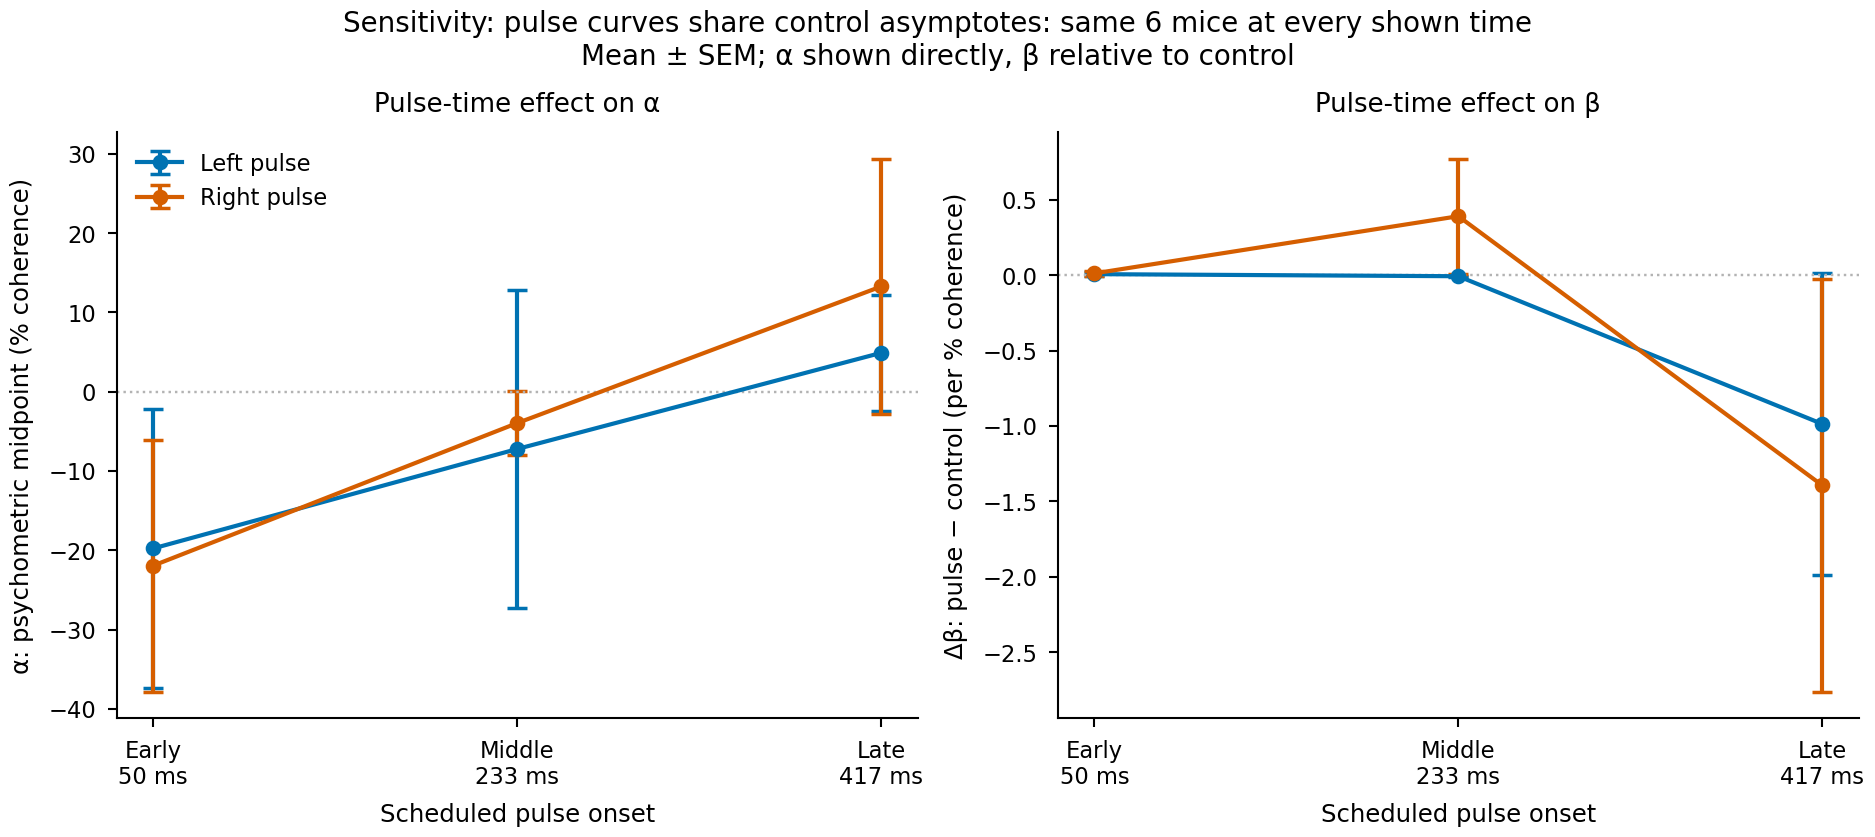 Sensitivity: pulse curves share control asymptotes: same 6 mice at every shown time
Mean ± SEM; α shown directly, β relative to control
Pulse-time effect on α
α: psychometric midpoint (% coherence)
30
20
10
0
−10
−20
−30
−40
Left pulse
Right pulse
Early
50 ms
Middle
233 ms
Late
417 ms
Scheduled pulse onset
Pulse-time effect on β
Δβ: pulse − control (per % coherence)
0.5
0.0
−0.5
−1.0
−1.5
−2.0
−2.5
Early
50 ms
Middle
233 ms
Late
417 ms
Scheduled pulse onset